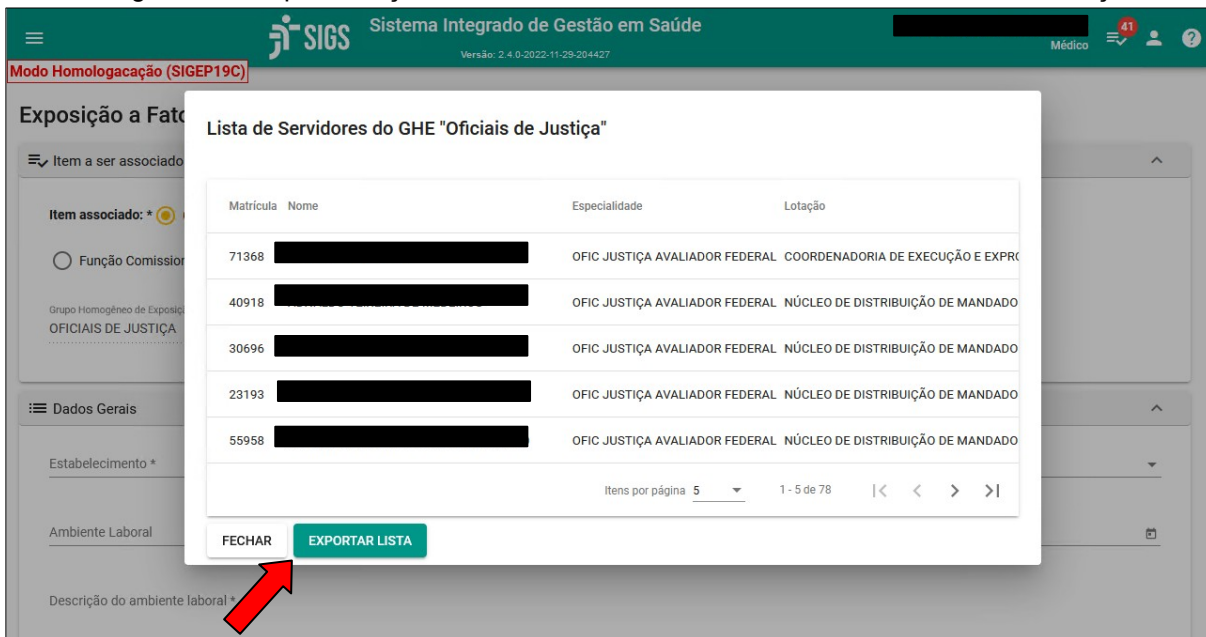 SIGS
Sistema Integrado de Gestão em Saúde
Versão: 2.4.0-2022-11-29-204427
Médico
41
Modo Homologacação (SIGEP19C)
Exposição a Fato
Item a ser associado
Item associado: *
Função Comission
Grupo Homogêneo de Exposiçã
OFICIAIS DE JUSTIÇA
Dados Gerais
Estabelecimento *
Ambiente Laboral
Descrição do ambiente laboral *
Lista de Servidores do GHE "Oficiais de Justiça"
Matrícula Nome Especialidade Lotação
71368 OFIC JUSTIÇA AVALIADOR FEDERAL COORDENADORIA DE EXECUÇÃO E EXPRO
40918 OFIC JUSTIÇA AVALIADOR FEDERAL NÚCLEO DE DISTRIBUIÇÃO DE MANDADO
30696 OFIC JUSTIÇA AVALIADOR FEDERAL NÚCLEO DE DISTRIBUIÇÃO DE MANDADO
23193 OFIC JUSTIÇA AVALIADOR FEDERAL NÚCLEO DE DISTRIBUIÇÃO DE MANDADO
55958 OFIC JUSTIÇA AVALIADOR FEDERAL NÚCLEO DE DISTRIBUIÇÃO DE MANDADO
Itens por página 5 1 - 5 de 78
FECHAR EXPORTAR LISTA